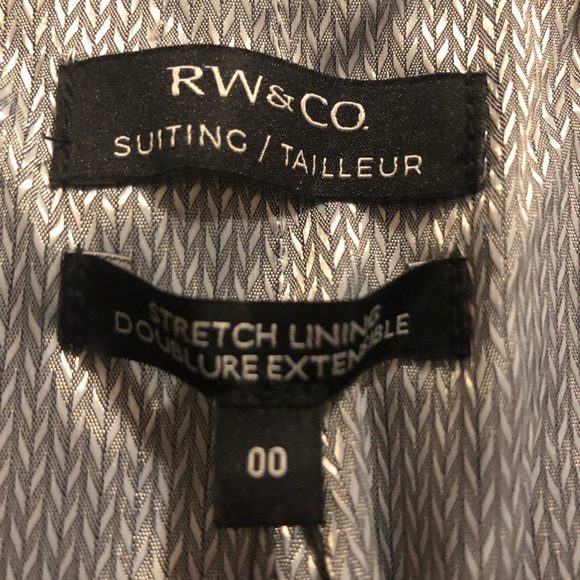 RW&CO.
SUITING / TAILLEUR
STRETCH LINING
DOUBLURE EXTENSIBLE
00